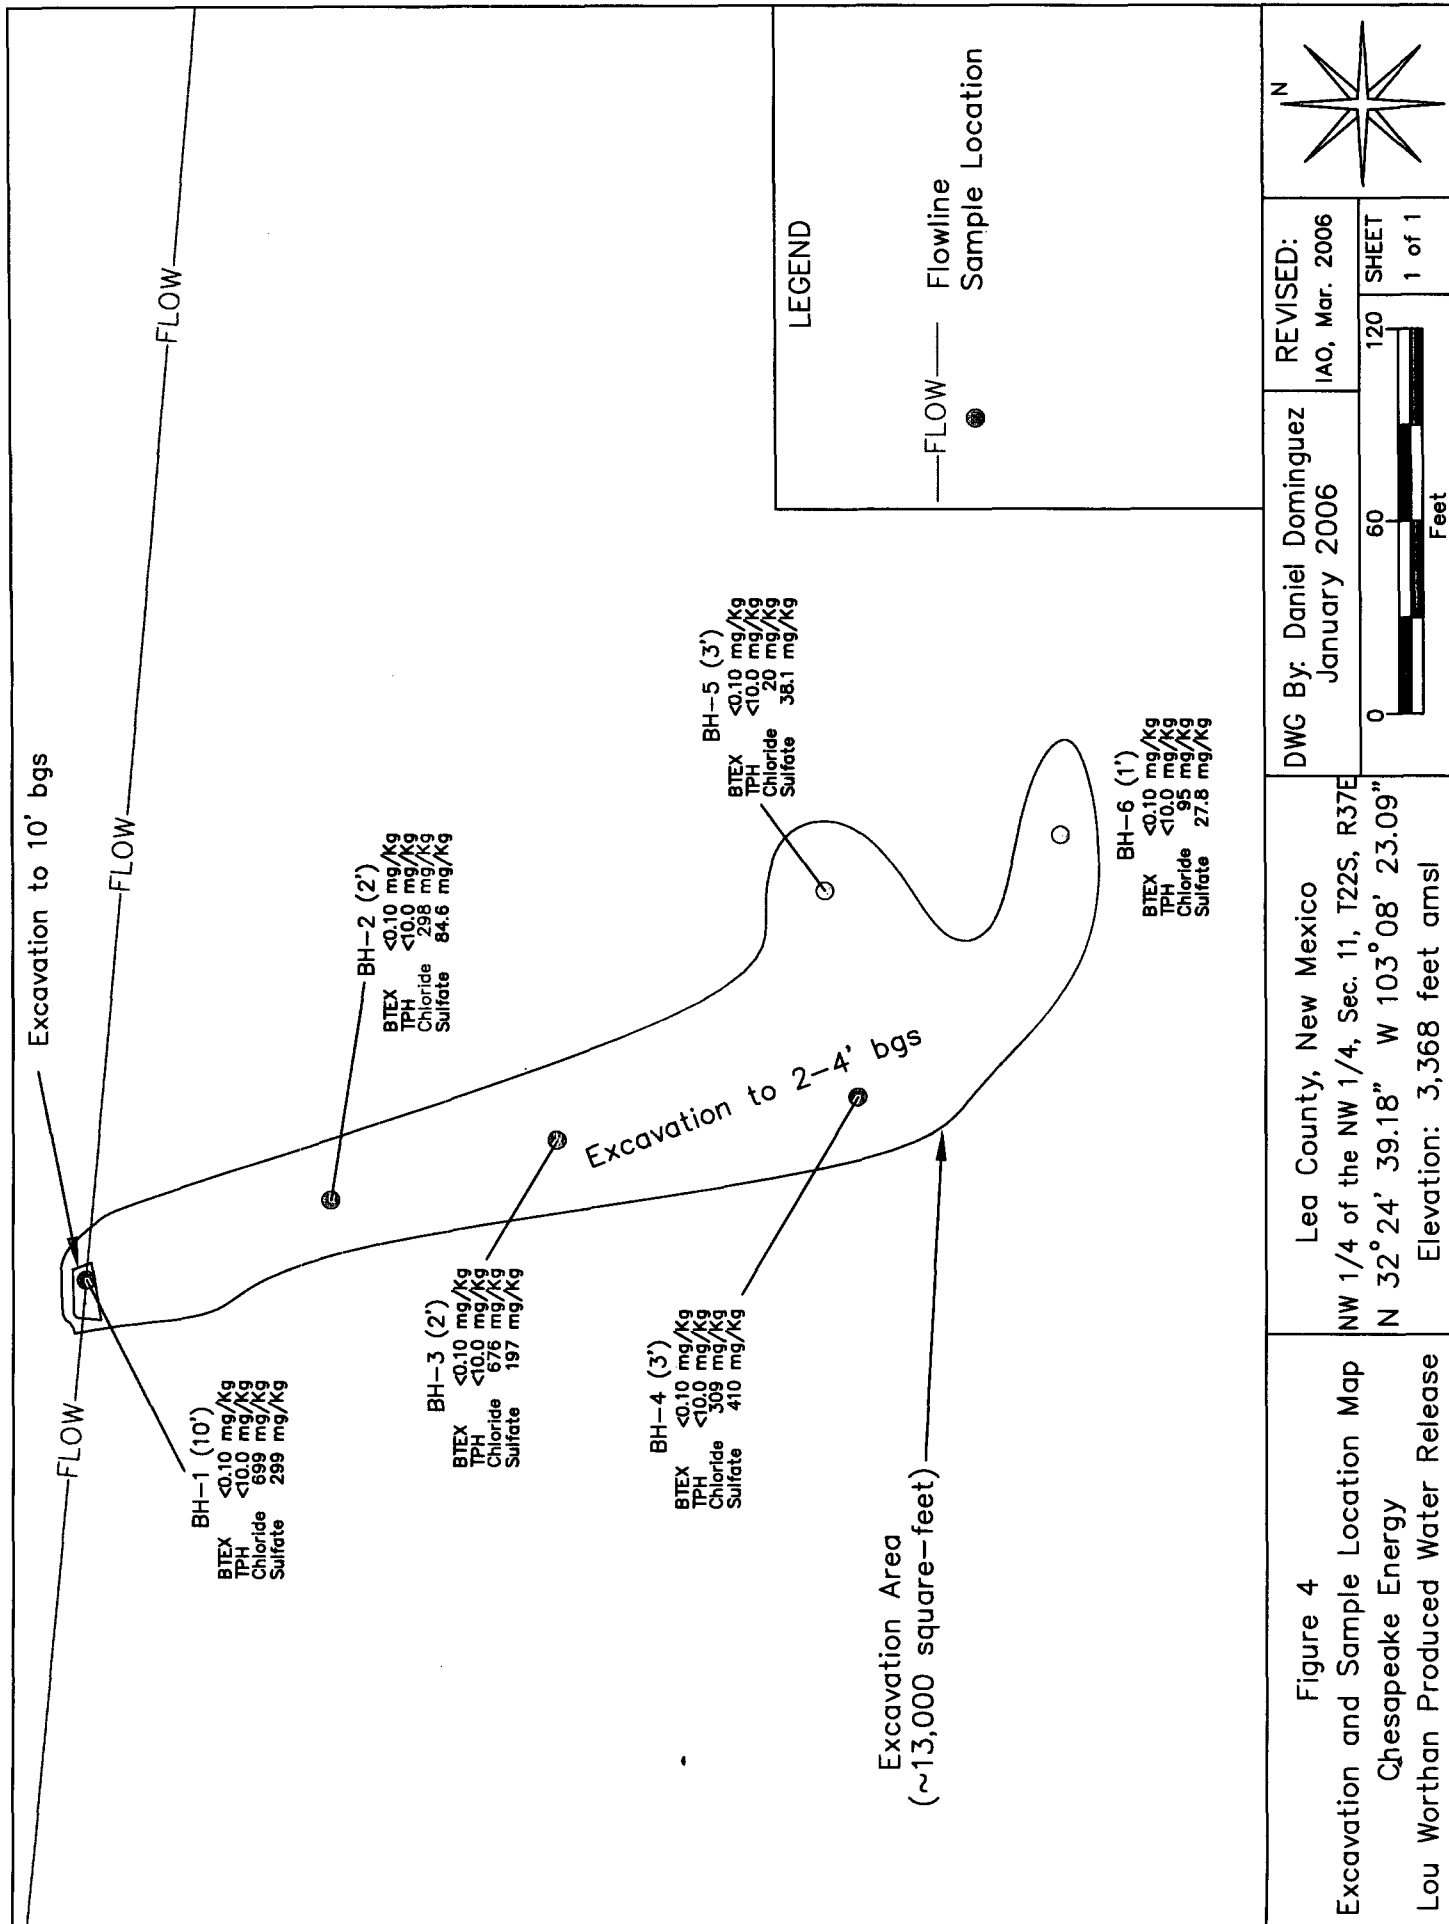 Excavation to 10' bgs
FLOW
FLOW
FLOW
BH-1 (10')
BTEX <0.10 mg/Kg
TPH <10.0 mg/Kg
Chloride 699 mg/Kg
Sulfate 299 mg/Kg
BH-2 (2')
BTEX <0.10 mg/Kg
TPH <10.0 mg/Kg
Chloride 298 mg/Kg
Sulfate 84.6 mg/Kg
BH-3 (2')
BTEX <0.10 mg/Kg
TPH <10.0 mg/Kg
Chloride 676 mg/Kg
Sulfate 197 mg/Kg
Excavation to 2-4' bgs
BH-4 (3')
BTEX <0.10 mg/Kg
TPH <10.0 mg/Kg
Chloride 309 mg/Kg
Sulfate 410 mg/Kg
BH-5 (3')
BTEX <0.10 mg/Kg
TPH <10.0 mg/Kg
Chloride 20 mg/Kg
Sulfate 38.1 mg/Kg
BH-6 (1')
BTEX <0.10 mg/Kg
TPH <10.0 mg/Kg
Chloride 95 mg/Kg
Sulfate 27.8 mg/Kg
Excavation Area
(~13,000 square-feet)
LEGEND
FLOW Flowline
Sample Location
Figure 4
Excavation and Sample Location Map
Chesapeake Energy
Lou Worthan Produced Water Release
Lea County, New Mexico
NW 1/4 of the NW 1/4, Sec. 11, T22S, R37E
N 32° 24' 39.18" W 103° 08' 23.09"
Elevation: 3,368 feet amsl
DWG By: Daniel Dominguez
January 2006
REVISED:
IAO, Mar. 2006
0 60 120
Feet
SHEET
1 of 1
N